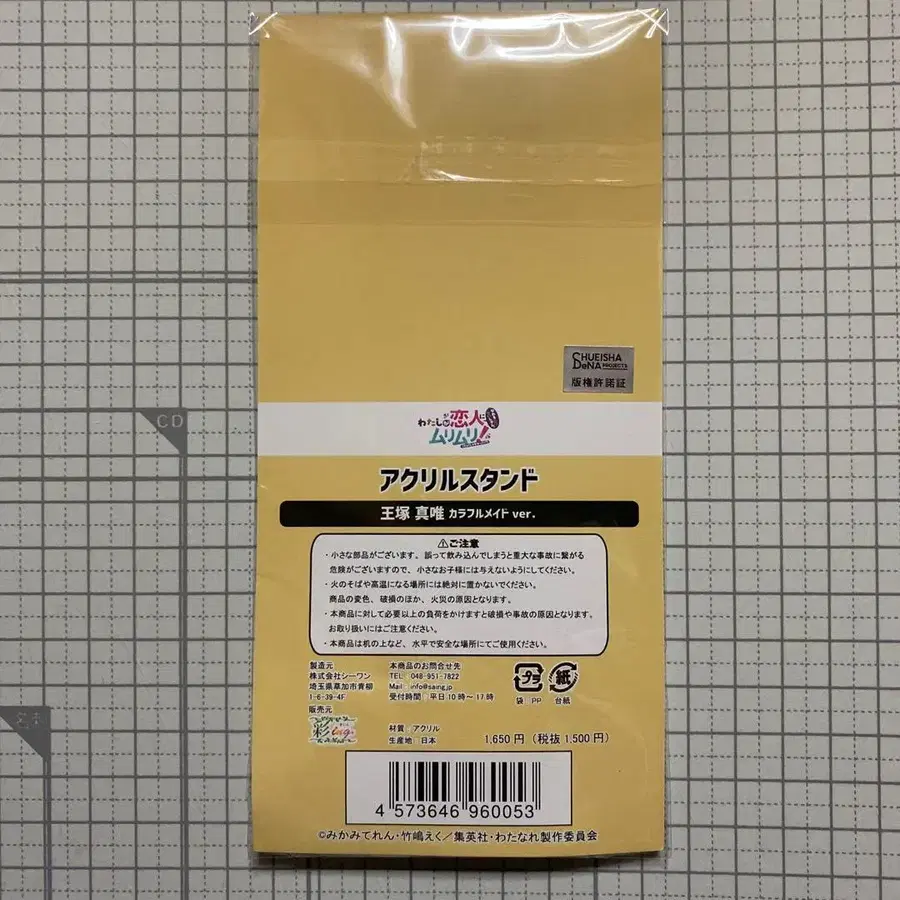 SHUEISHA
DeNA PROJECTS
版権許諾証
わたしが恋人に
ムリムリ!
アクリルスタンド
王塚 真唯 カラフルメイド ver.
⚠ご注意
・小さな部品がございます。誤って飲み込んでしまうと重大な事故に繋がる
危険がございますので、小さなお子様には与えないようにしてください。
・火のそばや高温になる場所には絶対に置かないでください。
商品の変色、破損のほか、火災の原因となります。
・本商品に対して必要以上の負荷をかけますと破損や事故の原因となります。
お取り扱いにはご注意ください。
・本商品は机の上など、水平で安全な場所にてご使用ください。
製造元
株式会社シーワン
埼玉県草加市青柳
1-6-39-4F
販売元
彩
本商品のお問合せ先
TEL : 048-951-7822
Mail : info@saing.jp
受付時間:平日10時~17時
プラ
袋:PP
紙
台紙
材質:アクリル
生産地:日本
1,650円(税抜1,500円)
4 573646 960053
©みかみてれん・竹嶋えく/集英社・わたなれ製作委員会
CD